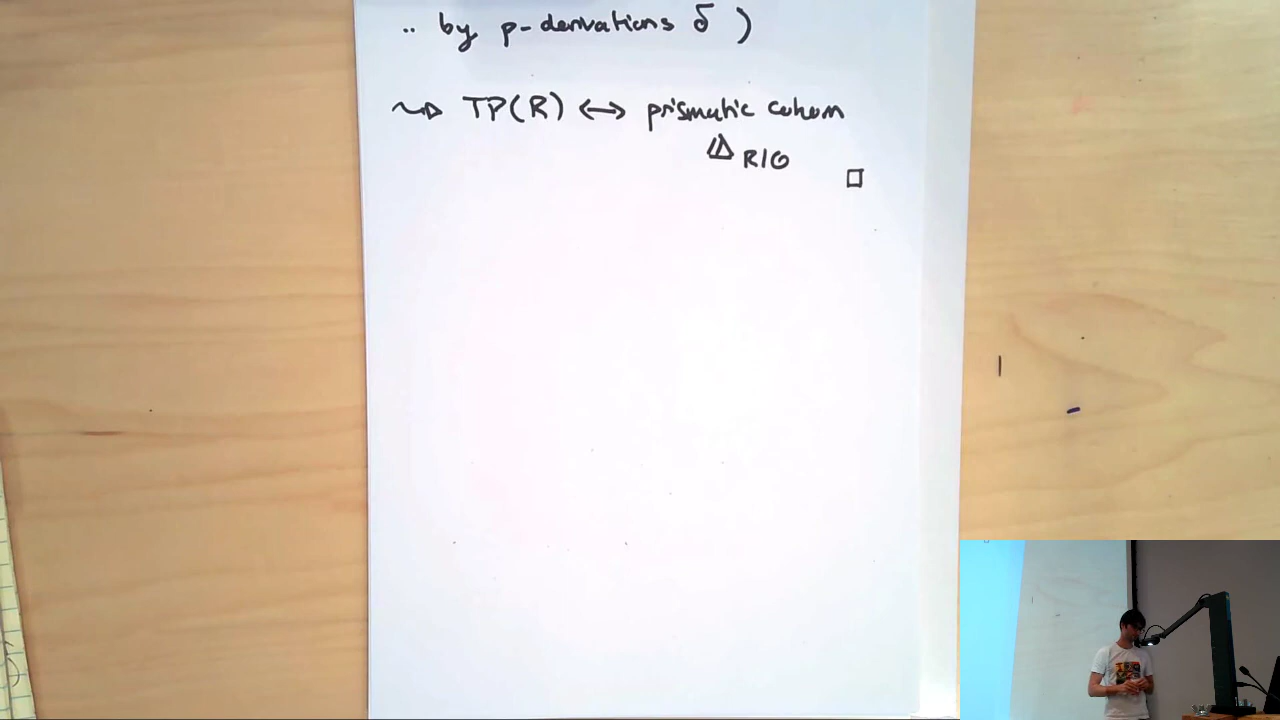 .. by p-derivations δ )
⇝ TP(R) ↔ prismatic cohom
𝚫 R/O
□